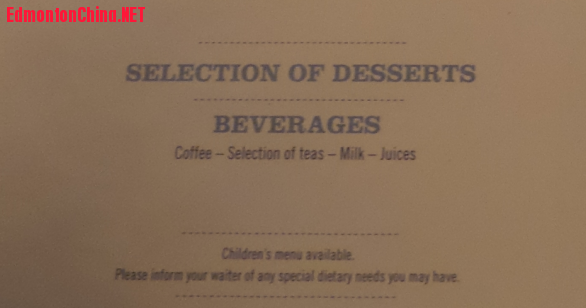 EdmontonChina.NET
SELECTION OF DESSERTS
BEVERAGES
Coffee – Selection of teas – Milk – Juices
Children's menu available.
Please inform your waiter of any special dietary needs you may have.